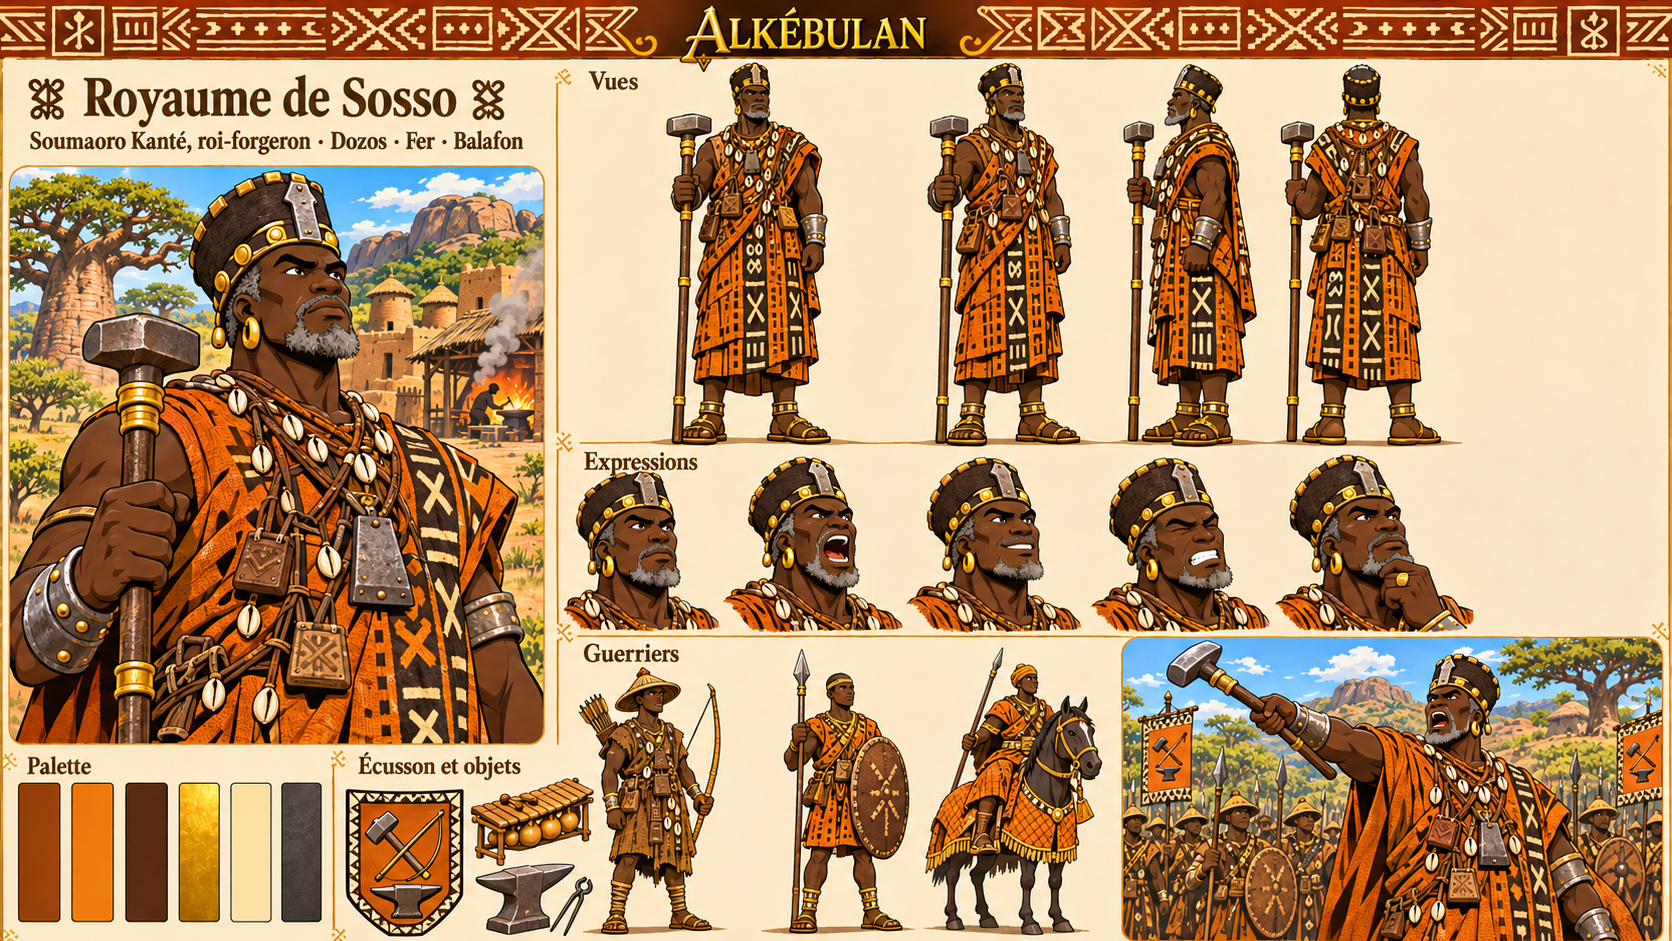 ALKÉBULAN
Royaume de Sosso
Soumaoro Kanté, roi-forgeron · Dozos · Fer · Balafon
Vues
Expressions
Guerriers
Palette
Écusson et objets